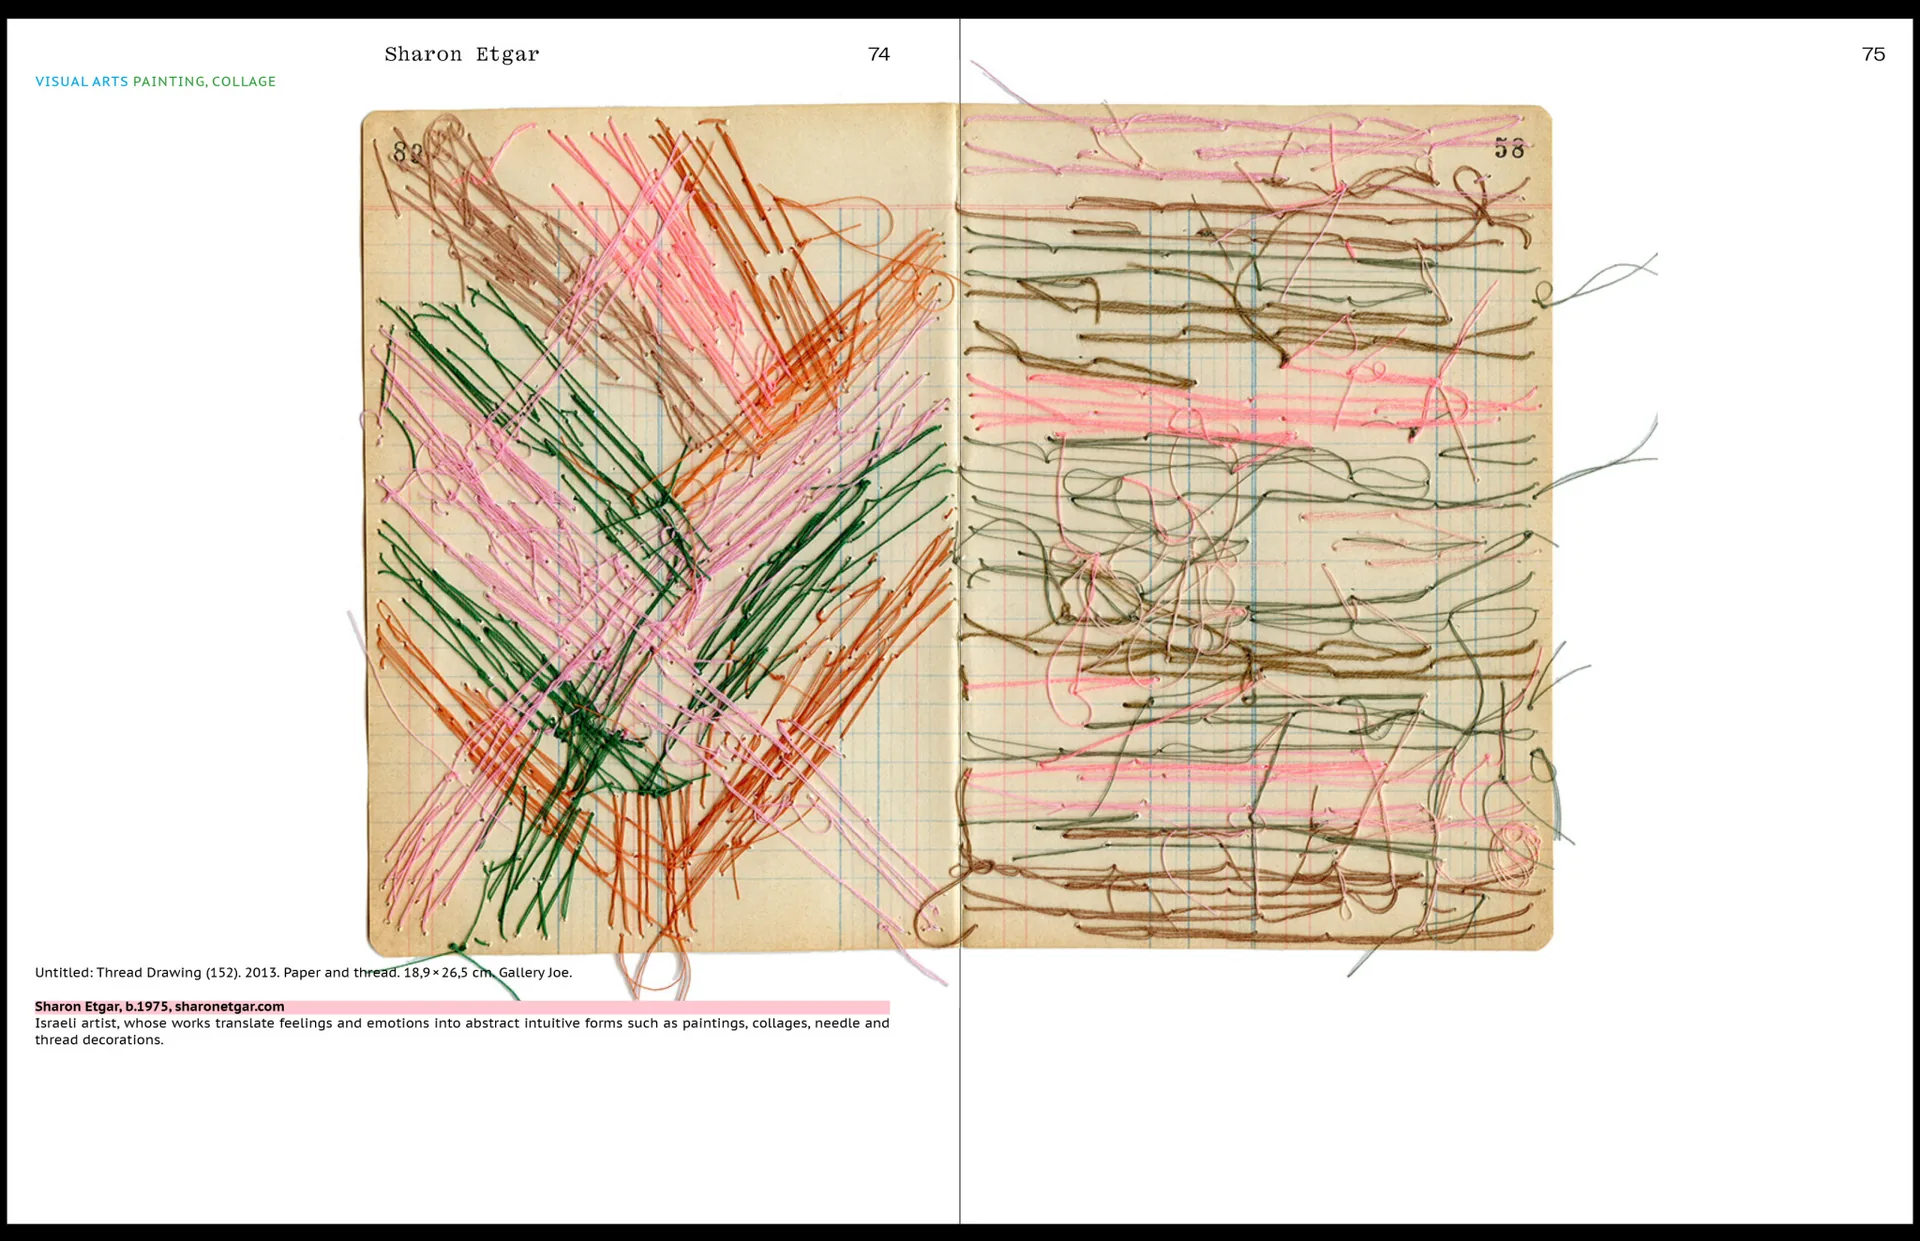 Sharon Etgar
74
75
VISUAL ARTS PAINTING, COLLAGE
58
Untitled: Thread Drawing (152). 2013. Paper and thread. 18,9 × 26,5 cm. Gallery Joe.
Sharon Etgar, b.1975, sharonetgar.com
Israeli artist, whose works translate feelings and emotions into abstract intuitive forms such as paintings, collages, needle and
thread decorations.